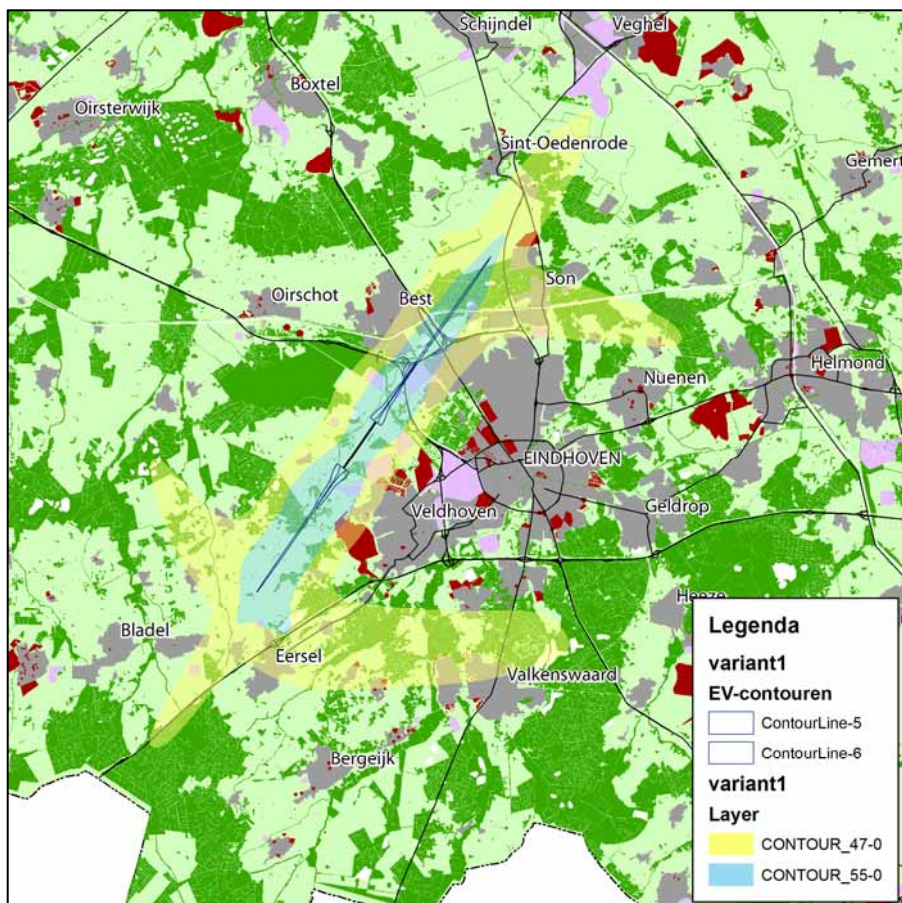 Schijndel
Veghel
Boxtel
Oirsterwijk
Sint-Oedenrode
Gemert
Son
Oirschot
Best
Helmond
Nuenen
EINDHOVEN
Veldhoven
Geldrop
Heeze
Bladel
Eersel
Valkenswaard
Bergeijk
Legenda
variant1
EV-contouren
ContourLine-5
ContourLine-6
variant1
Layer
CONTOUR_47-0
CONTOUR_55-0